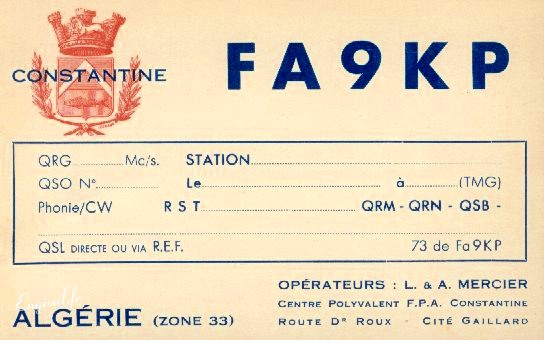 CONSTANTINE
FA9KP
QRG.................Mc/s. STATION.................
QSO N°................. Le................. à.................(TMG)
Phonie/CW R S T................. QRM - QRN - QSB -
QSL DIRECTE OU VIA R.E.F. 73 de Fa9KP
OPÉRATEURS : L. & A. MERCIER
CENTRE POLYVALENT F.P.A. CONSTANTINE
ALGÉRIE (ZONE 33) ROUTE Dr ROUX - CITÉ GAILLARD